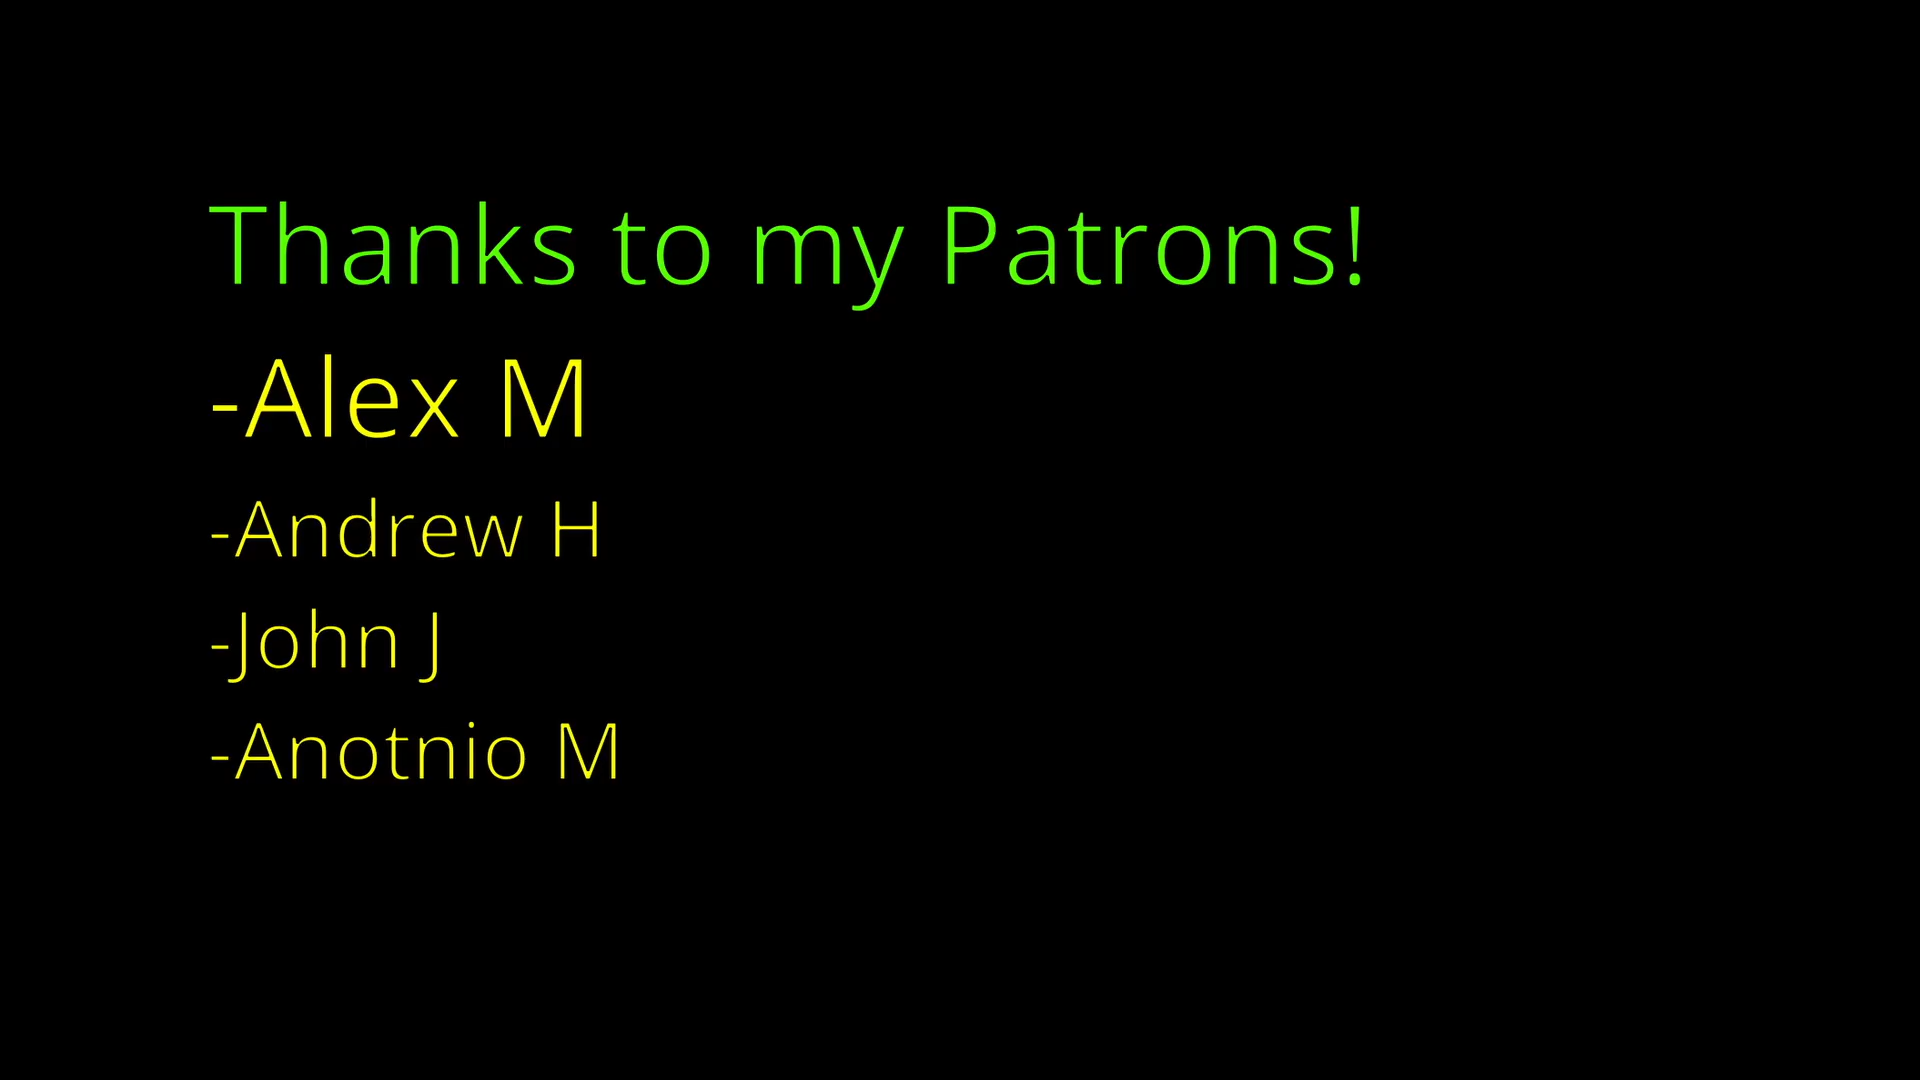 Thanks to my Patrons!
-Alex M
-Andrew H
-John J
-Anotnio M